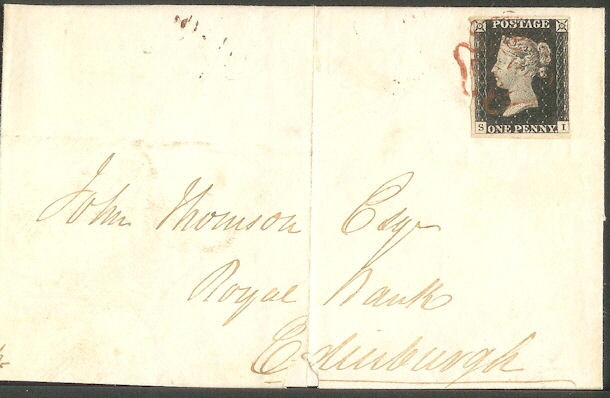 POSTAGE
S ONE PENNY. I
John Thomson Esqr
Royal Bank
Edinburgh